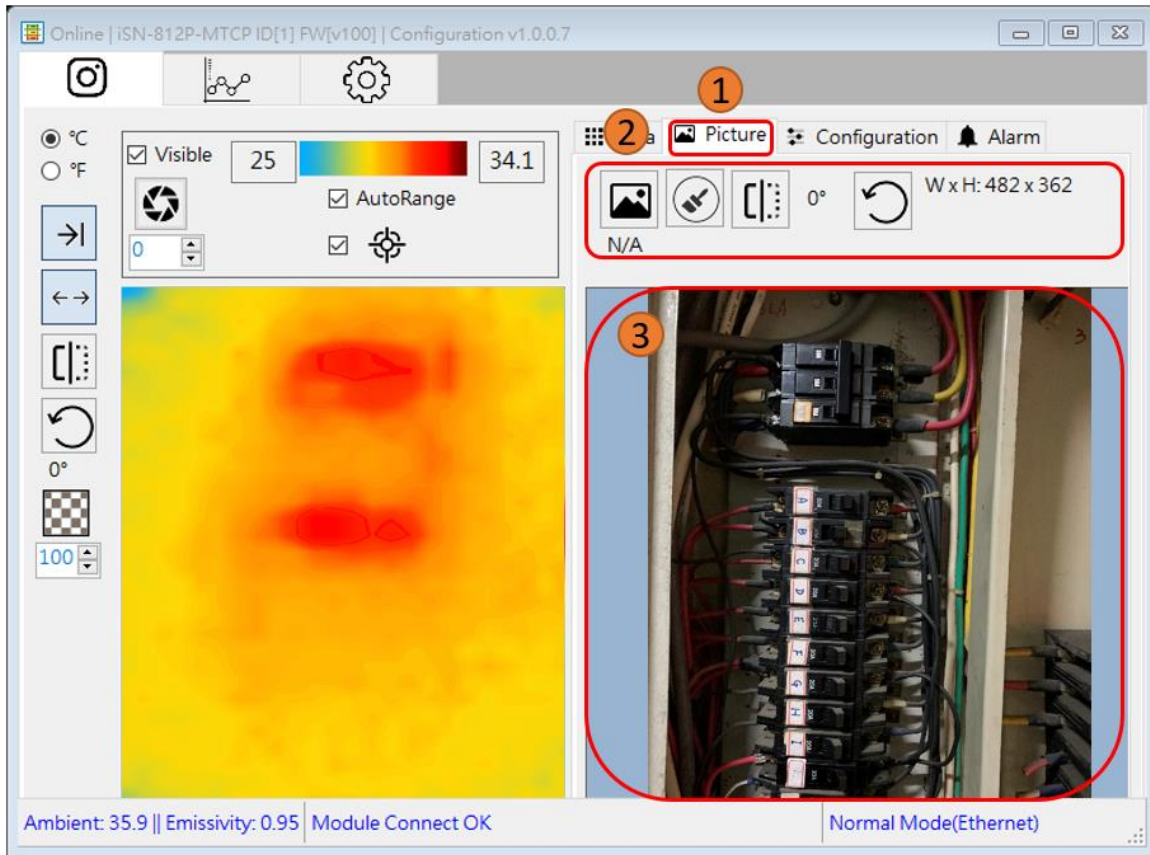 Online | iSN-812P-MTCP ID[1] FW[v100] | Configuration v1.0.0.7
1
2 a Picture Configuration Alarm
°C
°F
Visible 25 34.1
AutoRange
0
0° W x H: 482 x 362
N/A
0°
100
3
3
A
B
C
D
E
F
G
H
I
Ambient: 35.9 || Emissivity: 0.95 Module Connect OK Normal Mode(Ethernet)